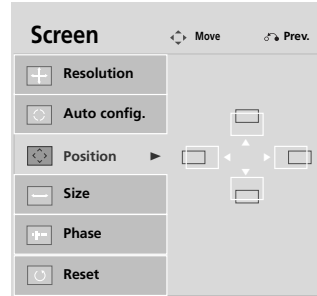 Screen
Move
Prev.
Resolution
Auto config.
Position
Size
Phase
Reset